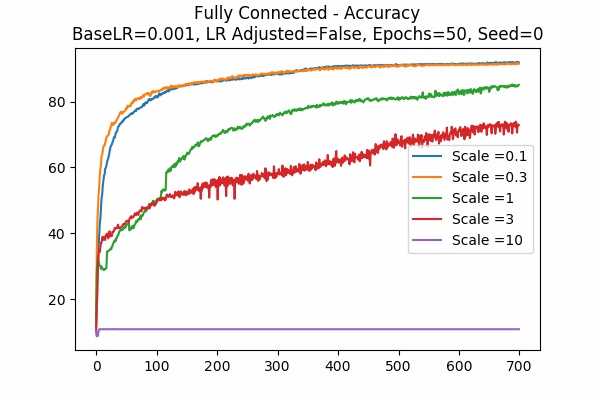 Fully Connected - Accuracy
BaseLR=0.001, LR Adjusted=False, Epochs=50, Seed=0
80
60
40
20
Scale =0.1
Scale =0.3
Scale =1
Scale =3
Scale =10
0 100 200 300 400 500 600 700